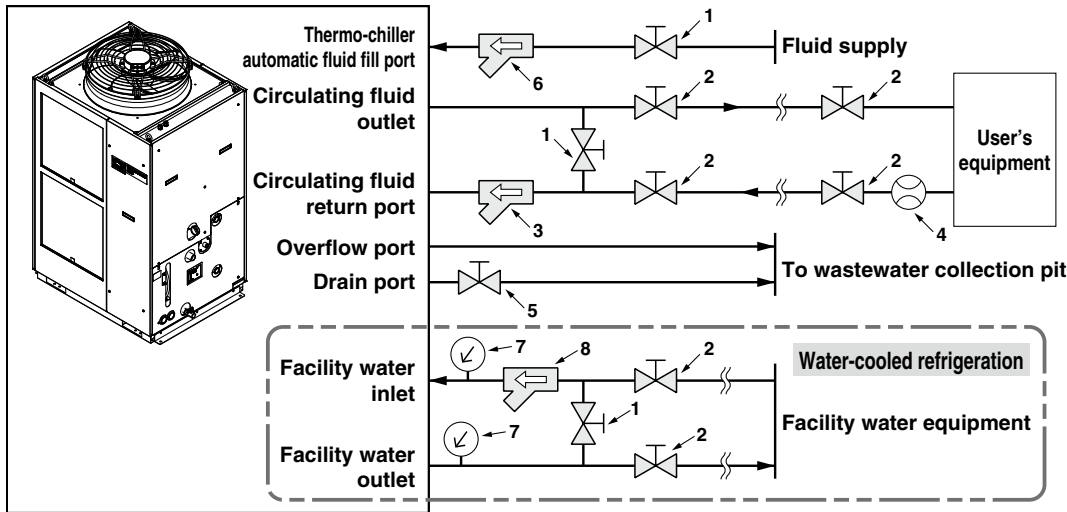 Thermo-chiller
automatic fluid fill port
6
1
Fluid supply
Circulating fluid
outlet
2
2
1
User's
equipment
Circulating fluid
return port
3
2
2
4
Overflow port
Drain port
5
To wastewater collection pit
Facility water
inlet
7
8
2
Water-cooled refrigeration
1
Facility water equipment
Facility water
outlet
7
2